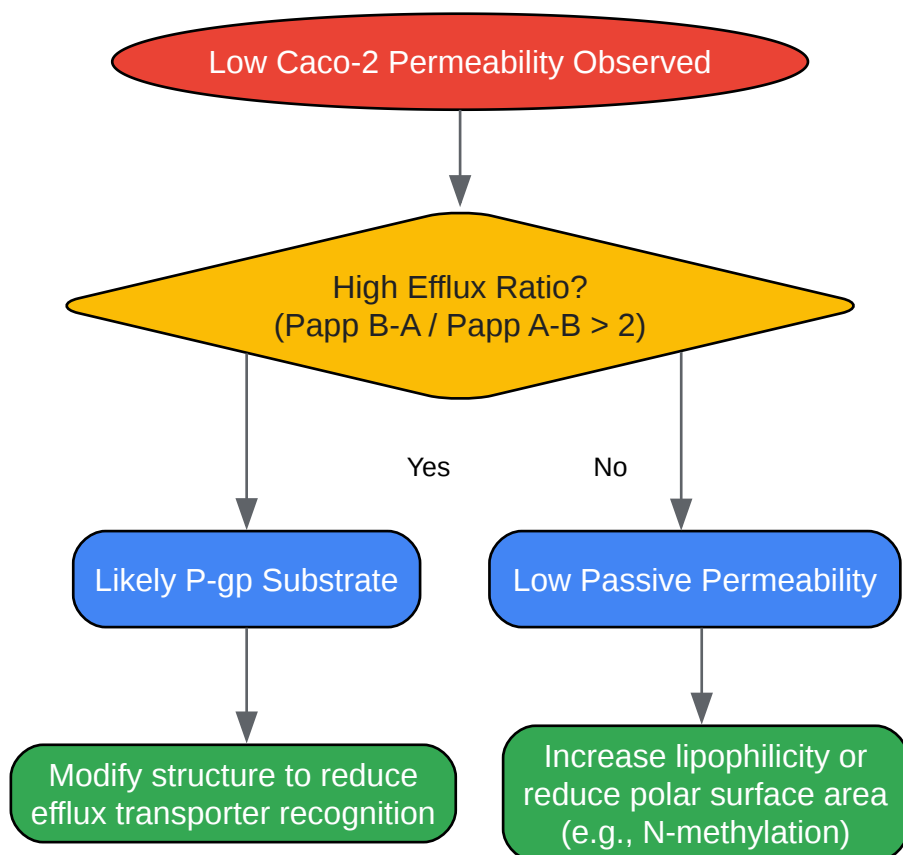 Low Caco-2 Permeability Observed
High Efflux Ratio?
(Papp B-A / Papp A-B > 2)
Yes
No
Likely P-gp Substrate
Low Passive Permeability
Modify structure to reduce
efflux transporter recognition
Increase lipophilicity or
reduce polar surface area
(e.g., N-methylation)